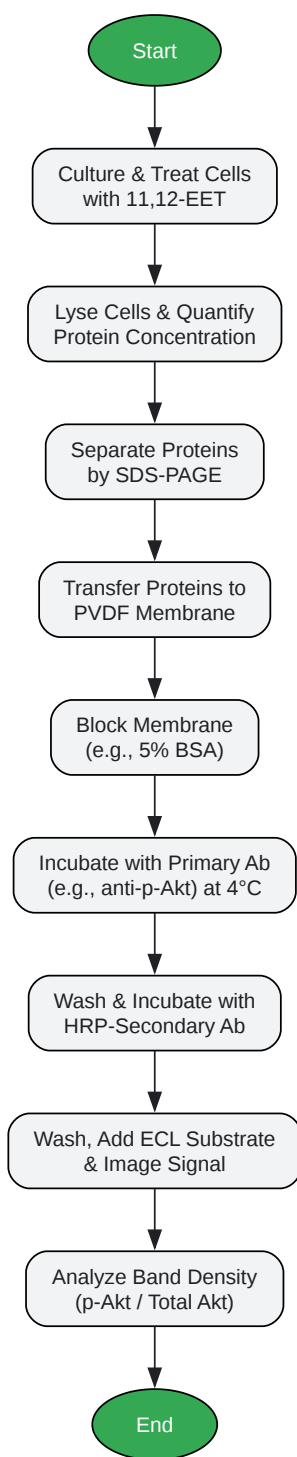 Start
Culture & Treat Cells
with 11,12-EET
Lyse Cells & Quantify
Protein Concentration
Separate Proteins
by SDS-PAGE
Transfer Proteins to
PVDF Membrane
Block Membrane
(e.g., 5% BSA)
Incubate with Primary Ab
(e.g., anti-p-Akt) at 4°C
Wash & Incubate with
HRP-Secondary Ab
Wash, Add ECL Substrate
& Image Signal
Analyze Band Density
(p-Akt / Total Akt)
End